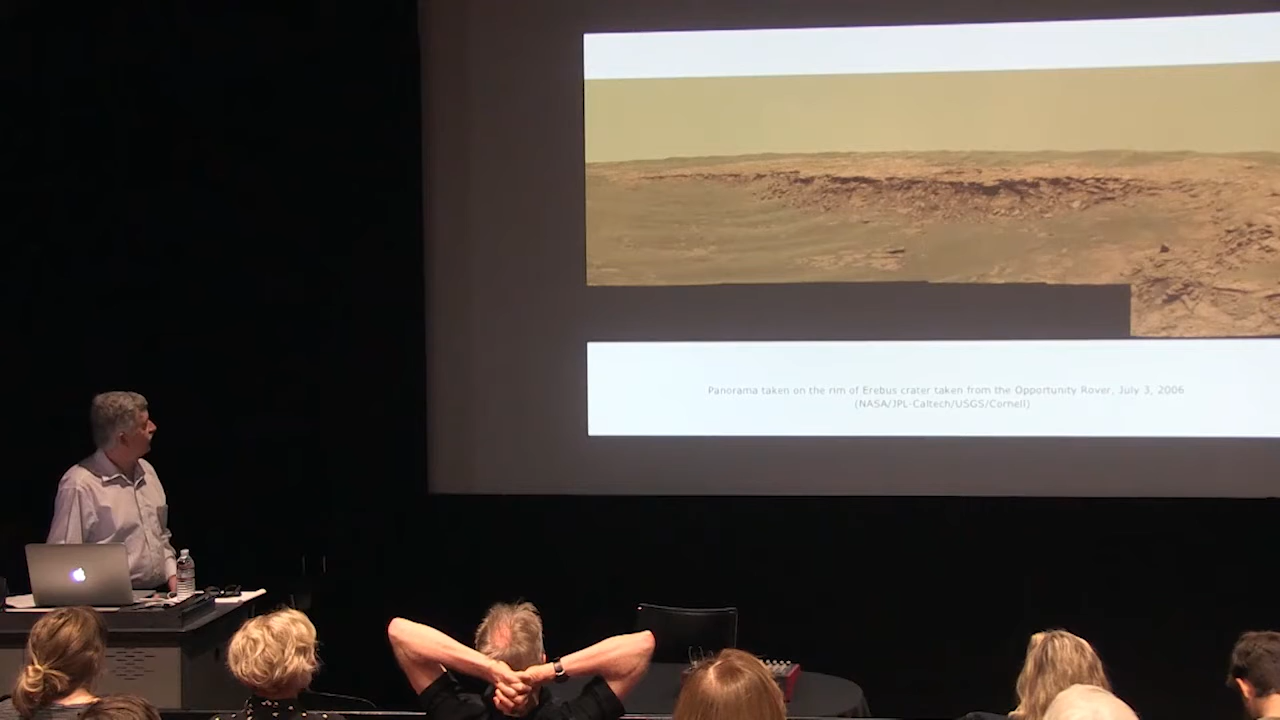 Panorama taken on the rim of Erebus crater taken from the Opportunity Rover, July 3, 2006
(NASA/JPL-Caltech/USGS/Cornell)